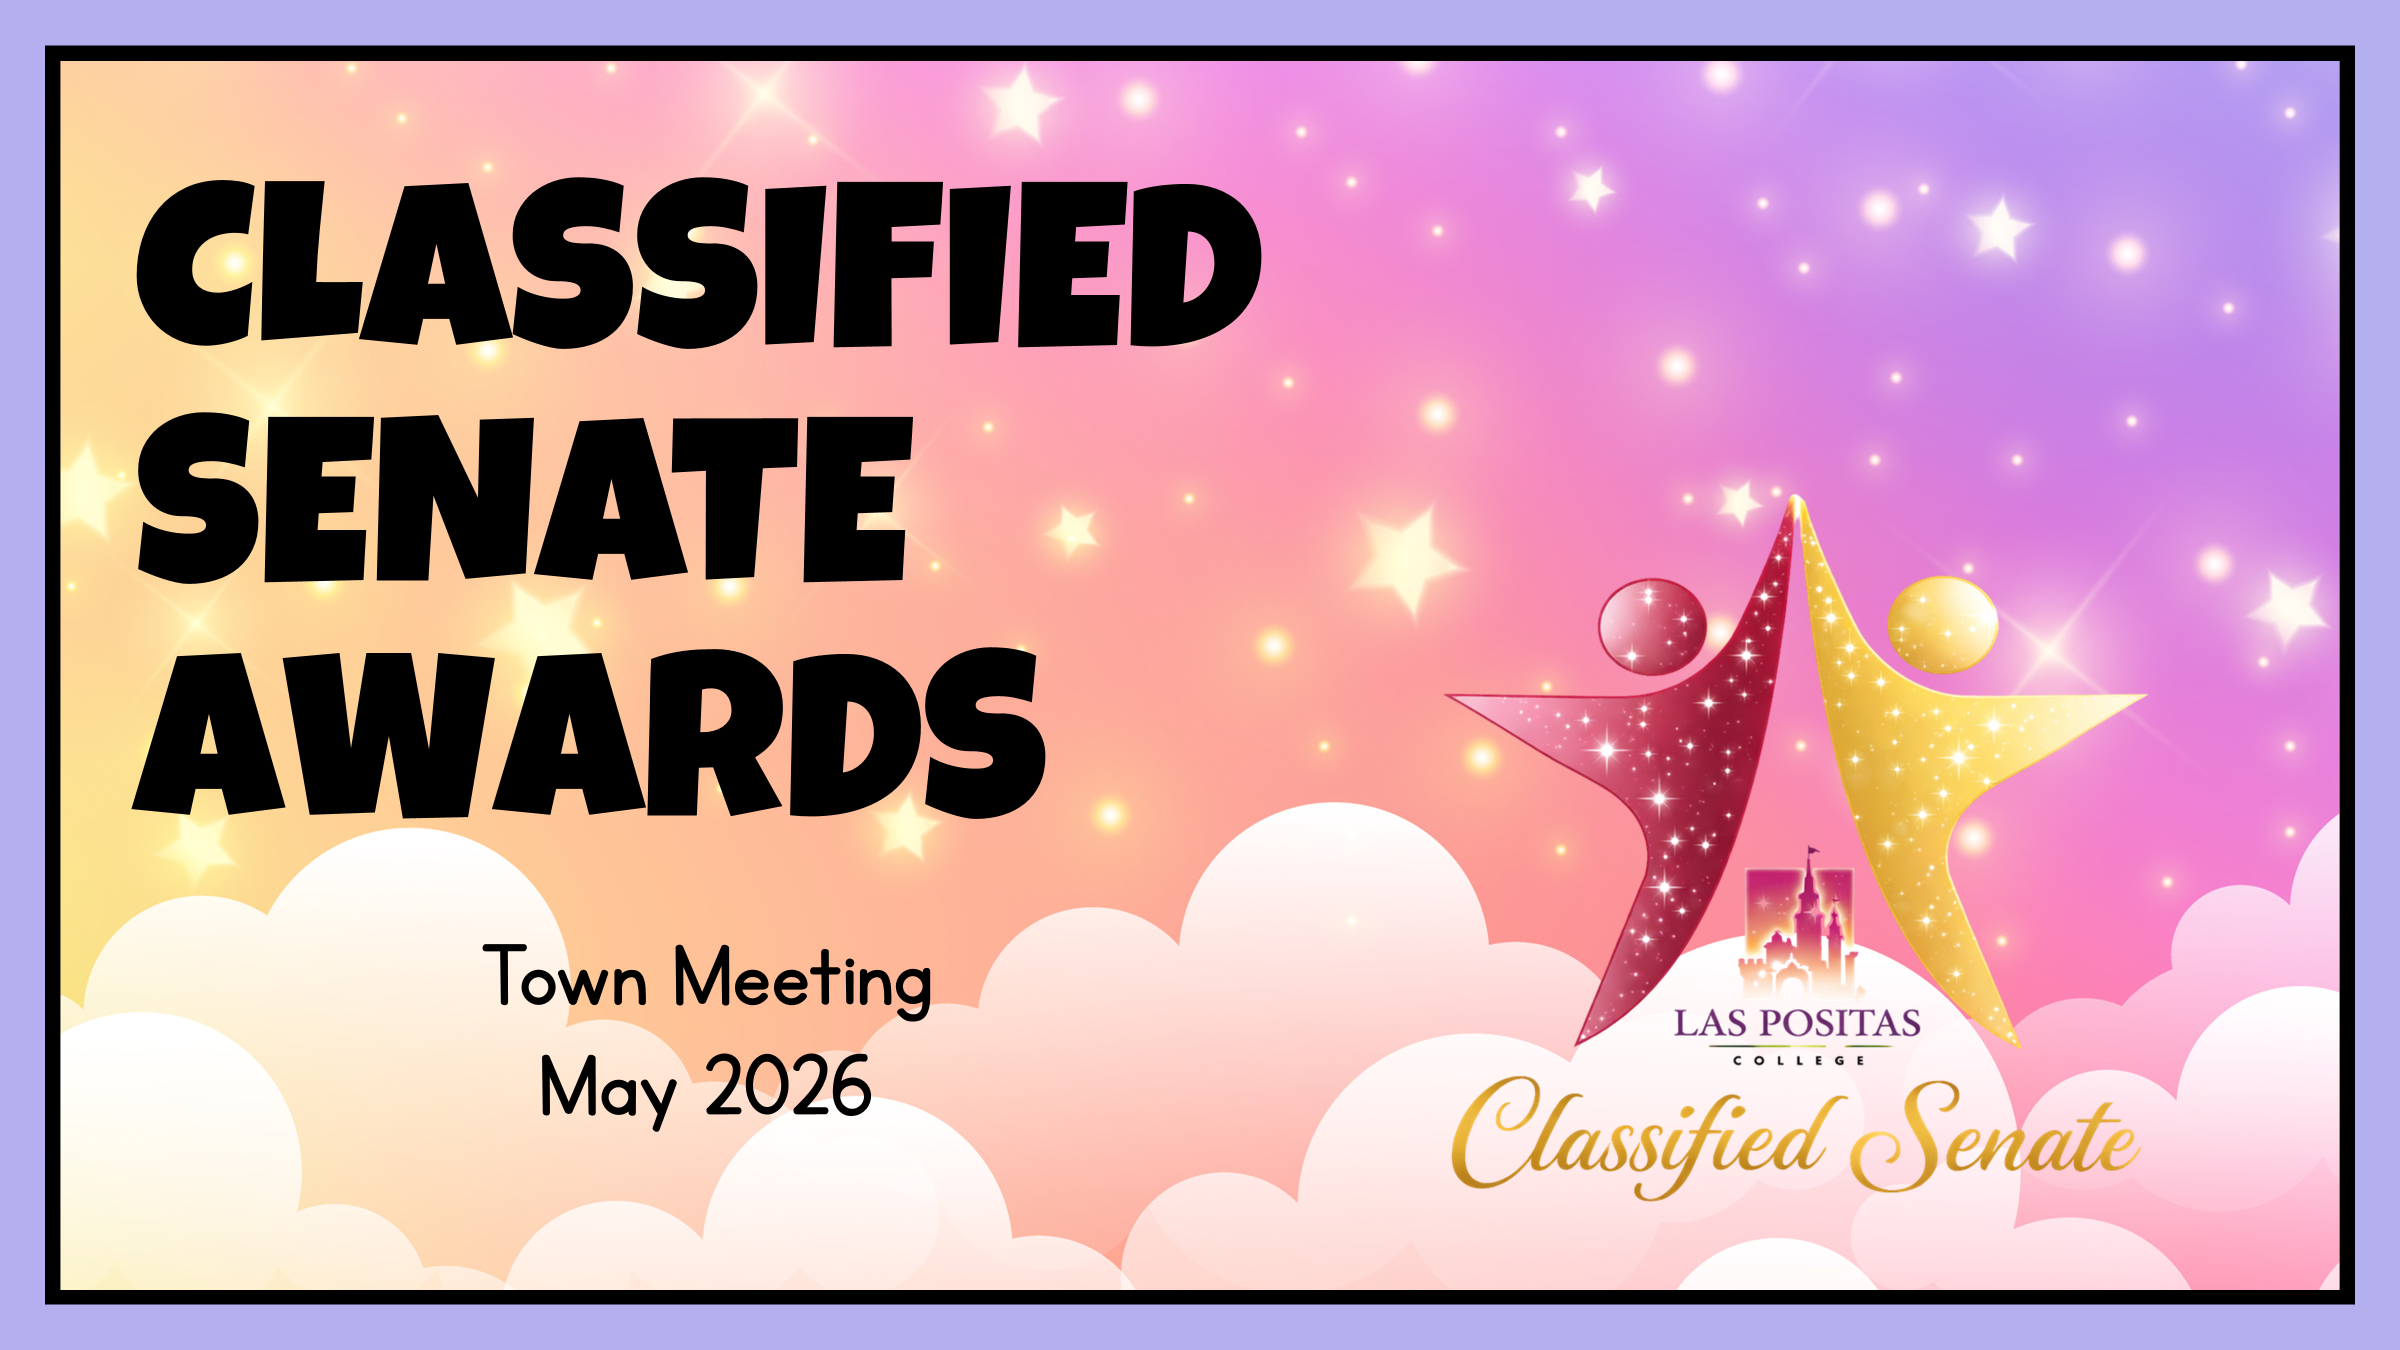 CLASSIFIED
SENATE
AWARDS
Town Meeting
May 2026
LAS POSITAS
COLLEGE
Classified Senate